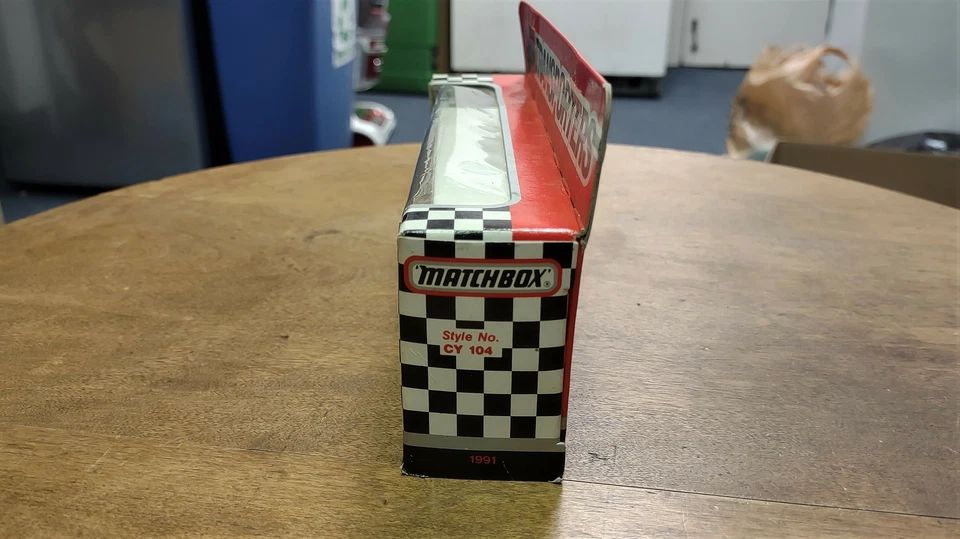 'MATCHBOX'®
Style No.
CY 104
1991